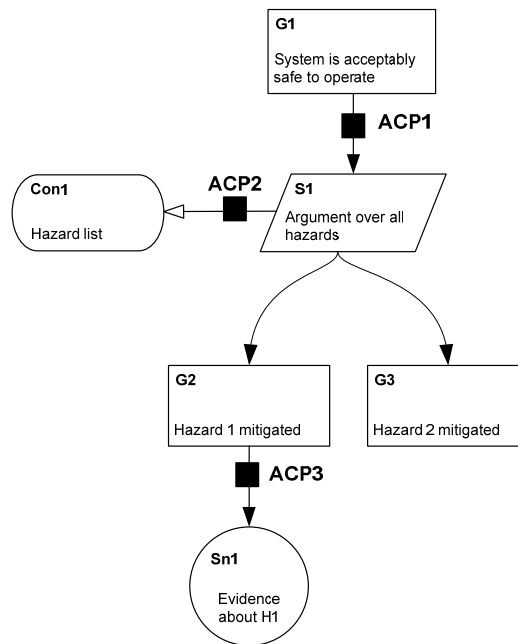 G1
System is acceptably
safe to operate
ACP1
Con1
Hazard list
ACP2
S1
Argument over all
hazards
G2
Hazard 1 mitigated
G3
Hazard 2 mitigated
ACP3
Sn1
Evidence
about H1